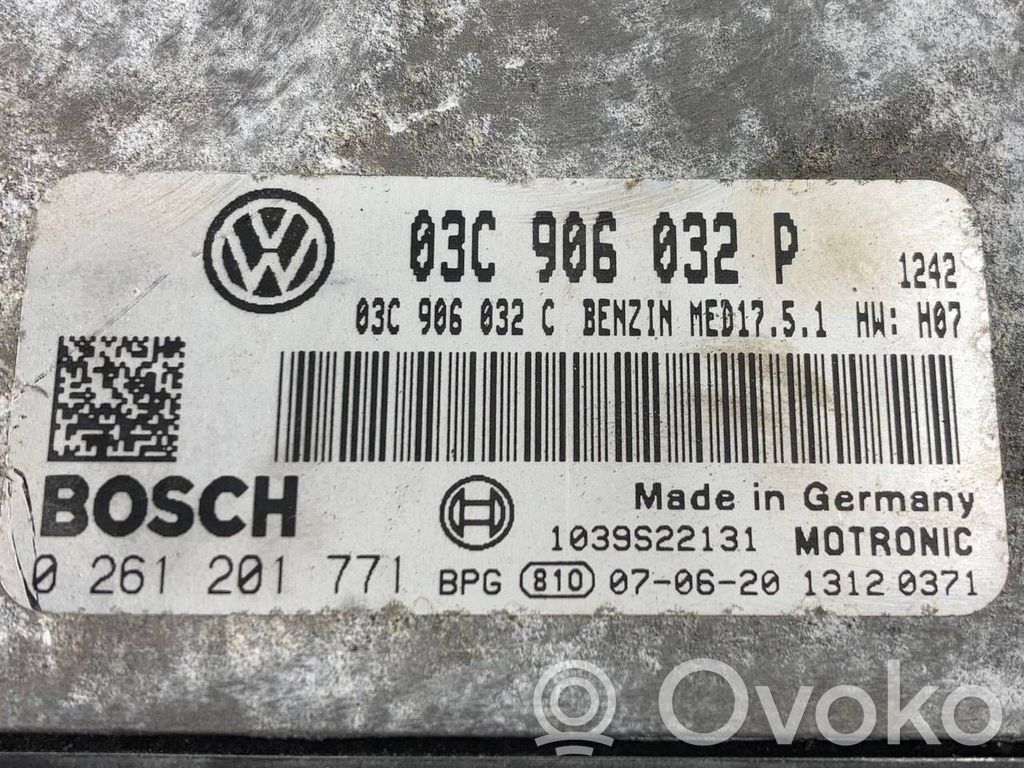 03C 906 032 P 1242
03C 906 032 C BENZIN MED17.5.1 HW: H07
BOSCH
Made in Germany
1039S22131 MOTRONIC
0 261 201 771
BPG 810 07-06-20 1312 0371
© Ovoko